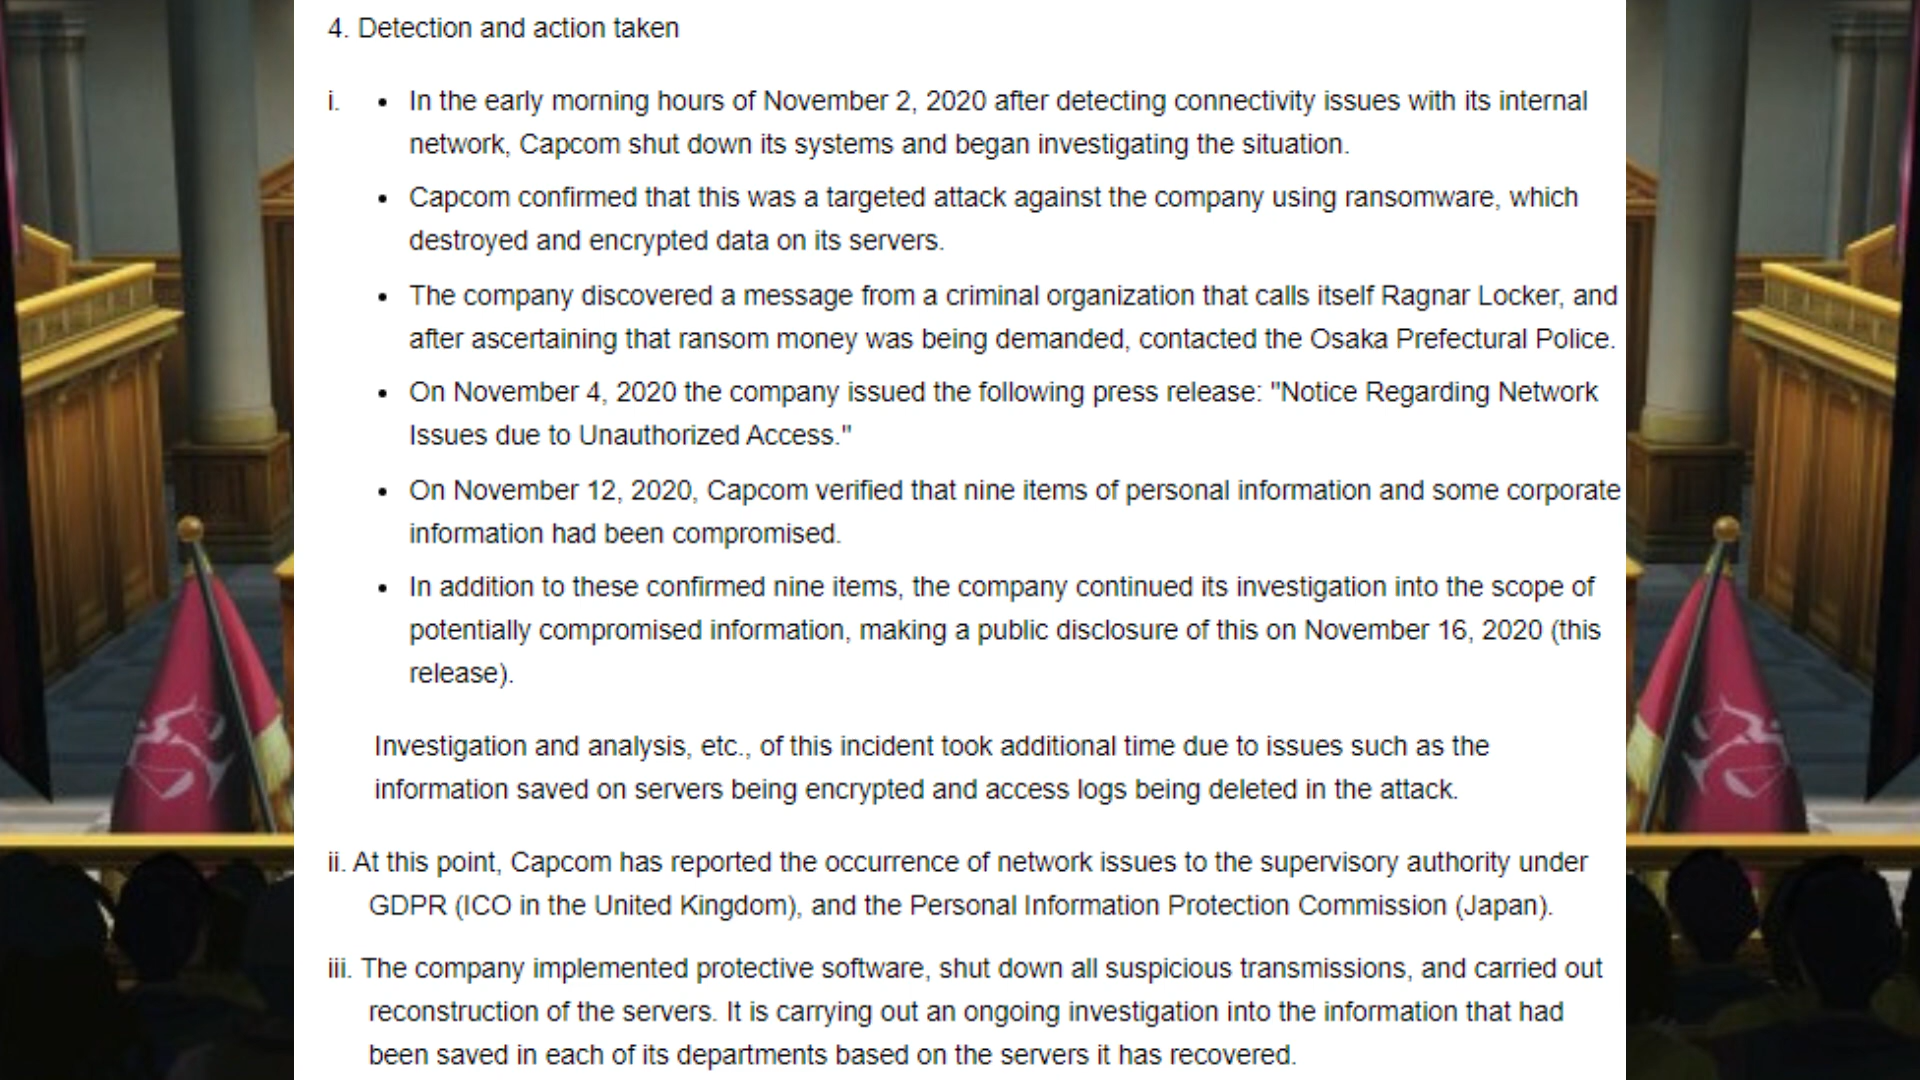 4. Detection and action taken
i. • In the early morning hours of November 2, 2020 after detecting connectivity issues with its internal
network, Capcom shut down its systems and began investigating the situation.
• Capcom confirmed that this was a targeted attack against the company using ransomware, which
destroyed and encrypted data on its servers.
• The company discovered a message from a criminal organization that calls itself Ragnar Locker, and
after ascertaining that ransom money was being demanded, contacted the Osaka Prefectural Police.
• On November 4, 2020 the company issued the following press release: "Notice Regarding Network
Issues due to Unauthorized Access."
• On November 12, 2020, Capcom verified that nine items of personal information and some corporate
information had been compromised.
• In addition to these confirmed nine items, the company continued its investigation into the scope of
potentially compromised information, making a public disclosure of this on November 16, 2020 (this
release).
Investigation and analysis, etc., of this incident took additional time due to issues such as the
information saved on servers being encrypted and access logs being deleted in the attack.
ii. At this point, Capcom has reported the occurrence of network issues to the supervisory authority under
GDPR (ICO in the United Kingdom), and the Personal Information Protection Commission (Japan).
iii. The company implemented protective software, shut down all suspicious transmissions, and carried out
reconstruction of the servers. It is carrying out an ongoing investigation into the information that had
been saved in each of its departments based on the servers it has recovered.